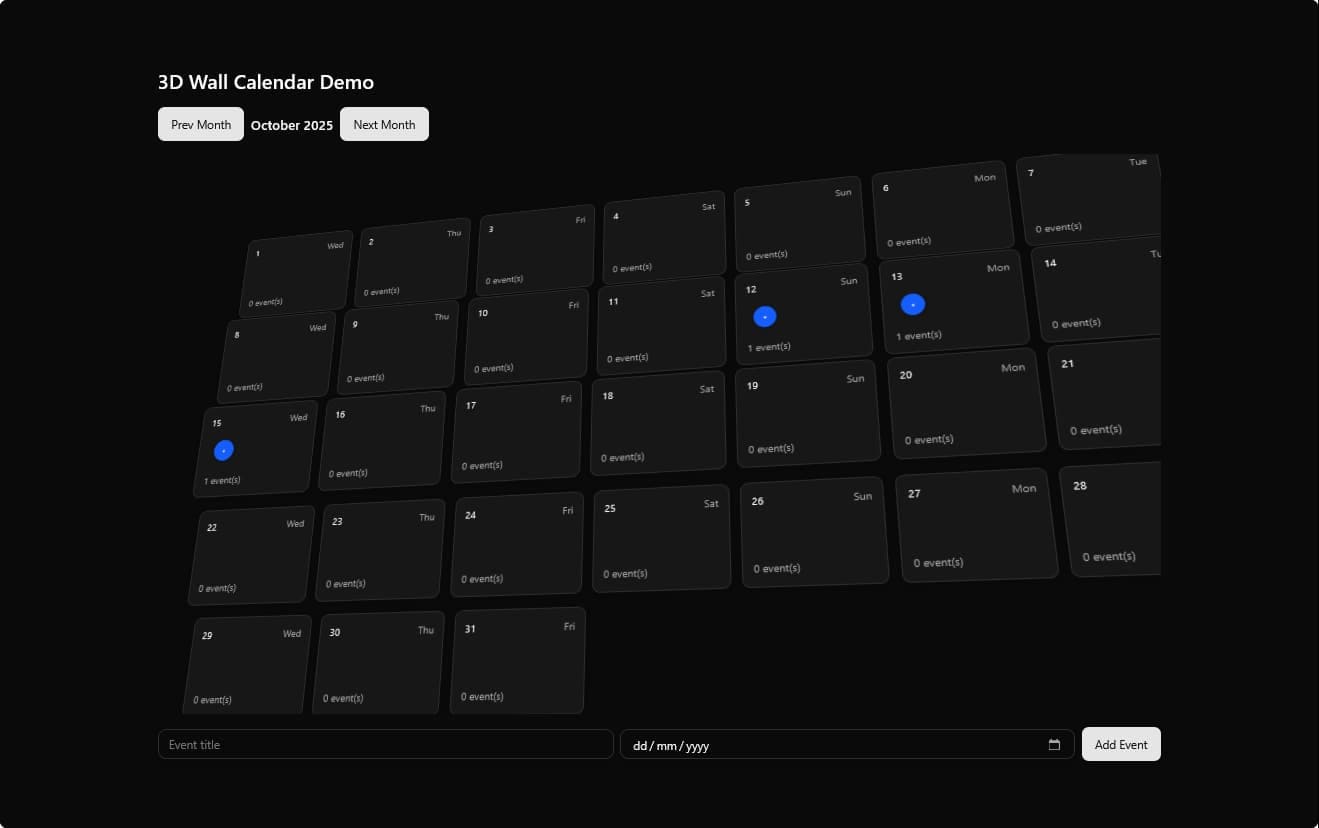 3D Wall Calendar Demo
Prev Month October 2025 Next Month
1 Wed 2 Thu 3 Fri 4 Sat 5 Sun 6 Mon 7 Tue
0 event(s) 0 event(s) 0 event(s) 0 event(s) 0 event(s) 0 event(s) 0 event(s)
8 Wed 9 Thu 10 Fri 11 Sat 12 Sun 13 Mon 14
0 event(s) 0 event(s) 0 event(s) 0 event(s) 1 event(s) 1 event(s) 0 event(s)
15 Wed 16 Thu 17 Fri 18 Sat 19 Sun 20 Mon 21
1 event(s) 0 event(s) 0 event(s) 0 event(s) 0 event(s) 0 event(s) 0 event(s)
22 Wed 23 Thu 24 Fri 25 Sat 26 Sun 27 Mon 28
0 event(s) 0 event(s) 0 event(s) 0 event(s) 0 event(s) 0 event(s) 0 event(s)
29 Wed 30 Thu 31 Fri
0 event(s) 0 event(s) 0 event(s)
Event title dd/mm/yyyy Add Event